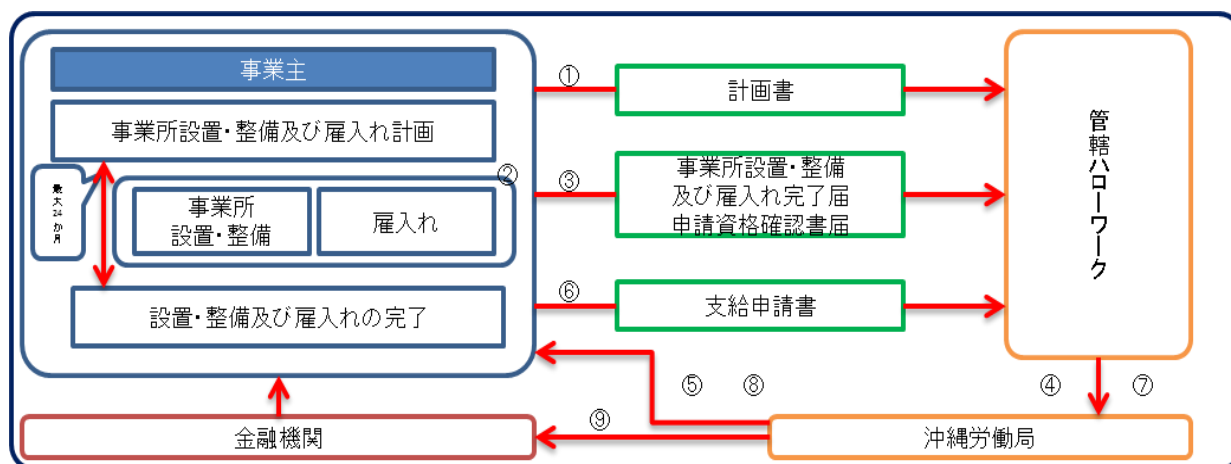 事業主
事業所設置・整備及び雇入れ計画
最大24か月
②
事業所
設置・整備
雇入れ
設置・整備及び雇入れの完了
①
計画書
③
事業所設置・整備
及び雇入れ完了届
申請資格確認書届
⑥
支給申請書
管轄ハローワーク
⑤
⑧
④
⑦
⑨
金融機関
沖縄労働局